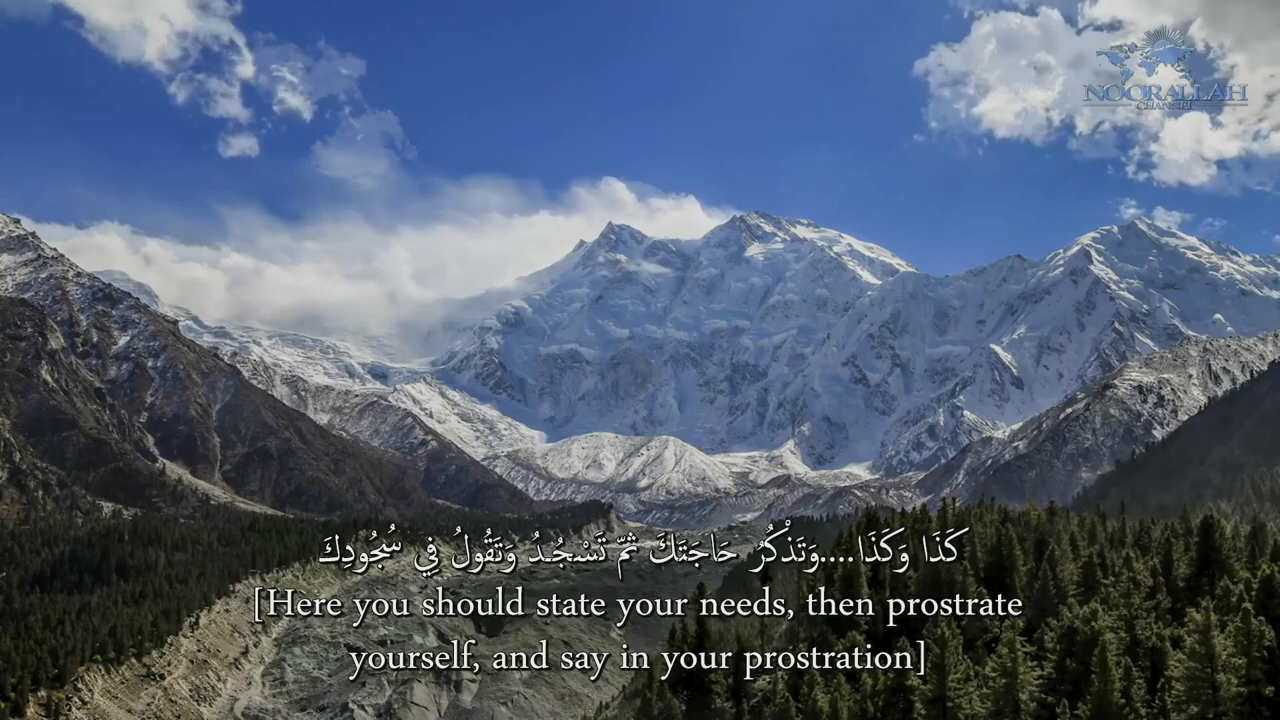 NOORALLAH
CHANNEL
كَذَا وَكَذَا....وَتَذْكُرُ حَاجَتَكَ ثمّ تَسْجُدُ وَتَقُولُ فِي سُجُودِكَ
[Here you should state your needs, then prostrate
yourself, and say in your prostration]